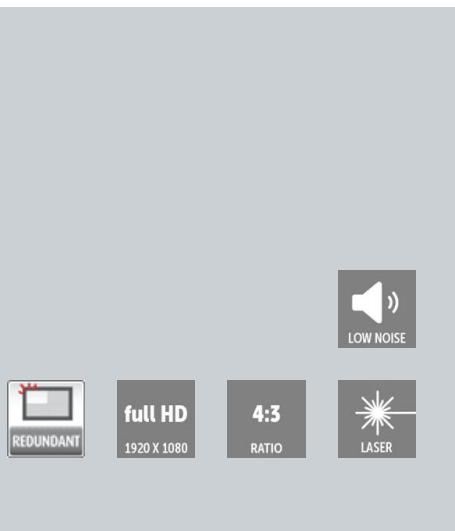 LOW NOISE
REDUNDANT
full HD
1920 X 1080
4:3
RATIO
LASER